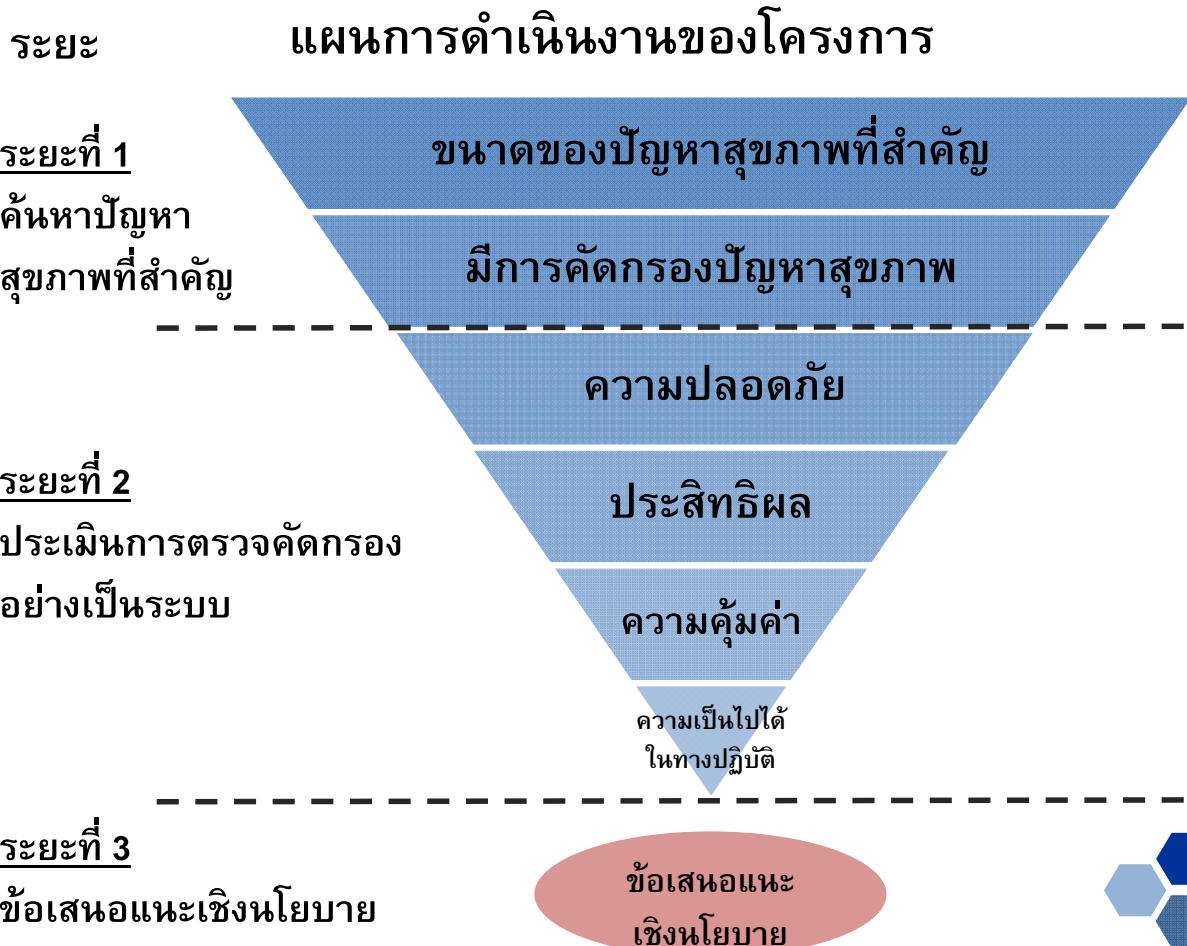 ระยะ
แผนการดำเนินงานของโครงการ
ระยะที่ 1
ค้นหาปัญหา
สุขภาพที่สำคัญ
ขนาดของปัญหาสุขภาพที่สำคัญ
มีการคัดกรองปัญหาสุขภาพ
ระยะที่ 2
ประเมินการตรวจคัดกรอง
อย่างเป็นระบบ
ความปลอดภัย
ประสิทธิผล
ความคุ้มค่า
ความเป็นไปได้
ในทางปฏิบัติ
ระยะที่ 3
ข้อเสนอแนะเชิงนโยบาย
ข้อเสนอแนะ
เชิงนโยบาย